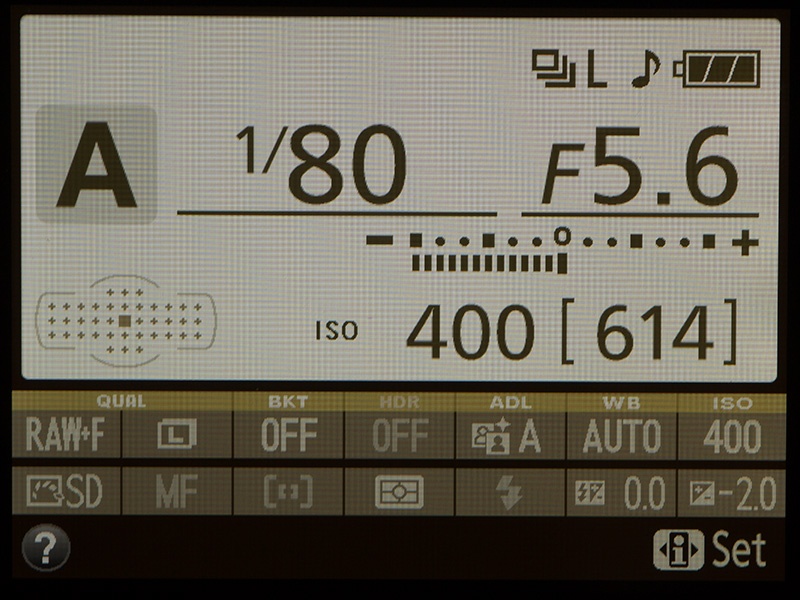 L
A 1/80 F5.6
- +
ISO 400 [614]
QUAL BKT HDR ADL WB ISO
RAW+F L OFF OFF A AUTO 400
SD MF 0.0 -2.0
? i Set